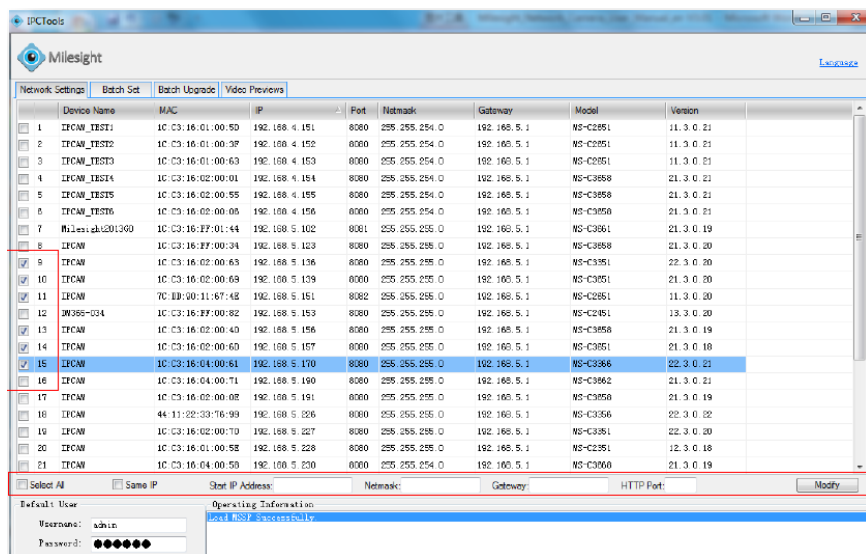 IPCTools
Milesight
Language
Network Settings Batch Set Batch Upgrade Video Previews
Device Name MAC IP Port Netmask Gateway Model Version
1 IPCAM_TEST1 1C:C3:16:01:00:5D 192.168.4.151 8080 255.255.254.0 192.168.5.1 MS-C2651 11.3.0.21
2 IPCAM_TEST2 1C:C3:16:01:00:3F 192.168.4.152 8080 255.255.254.0 192.168.5.1 MS-C2651 11.3.0.21
3 IPCAM_TEST3 1C:C3:16:01:00:63 192.168.4.153 8080 255.255.254.0 192.168.5.1 MS-C2651 11.3.0.21
4 IPCAM_TEST4 1C:C3:16:02:00:01 192.168.4.154 8080 255.255.254.0 192.168.5.1 MS-C3658 21.3.0.21
5 IPCAM_TEST5 1C:C3:16:02:00:55 192.168.4.155 8080 255.255.254.0 192.168.5.1 MS-C3658 21.3.0.21
6 IPCAM_TEST6 1C:C3:16:02:00:06 192.168.4.156 8080 255.255.254.0 192.168.5.1 MS-C3658 21.3.0.21
7 Milesight201360 1C:C3:16:FF:01:44 192.168.5.102 8081 255.255.255.0 192.168.5.1 MS-C3661 21.3.0.19
8 IPCAM 1C:C3:16:FF:00:34 192.168.5.123 8080 255.255.255.0 192.168.5.1 MS-C3658 21.3.0.20
9 IPCAM 1C:C3:16:02:00:63 192.168.5.136 8080 255.255.255.0 192.168.5.1 MS-C3351 22.3.0.20
10 IPCAM 1C:C3:16:02:00:69 192.168.5.139 8080 255.255.255.0 192.168.5.1 MS-C3651 21.3.0.20
11 IPCAM 192.168.5.151 8082 255.255.255.0 192.168.5.1 MS-C2651 11.3.0.20
12 1C:C3:16:FF:00:82 192.168.5.153 8080 255.255.255.0 192.168.5.1 MS-C2451 13.3.0.20
13 IPCAM 1C:C3:16:02:00:40 192.168.5.156 8080 255.255.255.0 192.168.5.1 MS-C3658 21.3.0.19
14 IPCAM 1C:C3:16:02:00:6D 192.168.5.157 8080 255.255.255.0 192.168.5.1 MS-C3651 21.3.0.18
15 IPCAM 1C:C3:16:04:00:61 192.168.5.170 8080 255.255.255.0 192.168.5.1 MS-C3366 22.3.0.21
16 IPCAM 1C:C3:16:04:00:71 192.168.5.190 8080 255.255.255.0 192.168.5.1 MS-C3662 21.3.0.21
17 IPCAM 1C:C3:16:02:00:0E 192.168.5.191 8080 255.255.255.0 192.168.5.1 MS-C3658 21.3.0.19
18 IPCAM 44:11:22:33:76:99 192.168.5.226 8080 255.255.255.0 192.168.5.1 MS-C3356 22.3.0.22
19 IPCAM 1C:C3:16:02:00:70 192.168.5.227 8080 255.255.255.0 192.168.5.1 MS-C3351 22.3.0.20
20 IPCAM 1C:C3:16:01:00:5E 192.168.5.228 8080 255.255.255.0 192.168.5.1 MS-C2351 12.3.0.18
21 IPCAM 1C:C3:16:04:00:58 192.168.5.230 8080 255.255.254.0 192.168.5.1 21.3.0.19
Select All Same IP Start IP Address: Netmask: Gateway: HTTP Port: Modify
Default User Operating Information
Load MSSP Successfully.
Username: admin
Password: